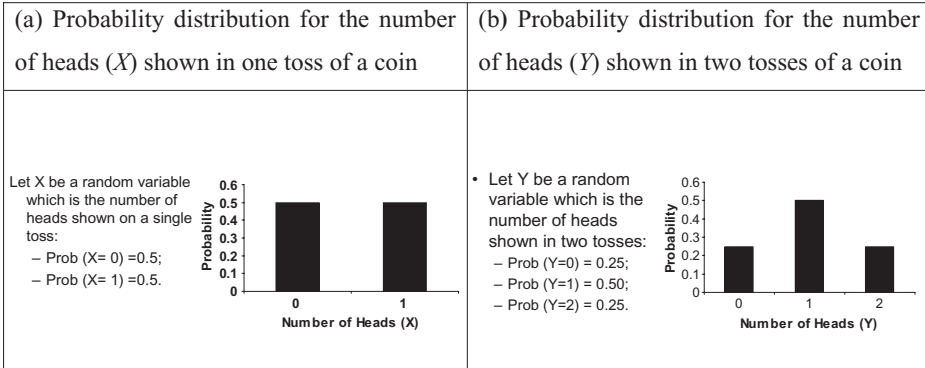 (a) Probability distribution for the number
of heads (X) shown in one toss of a coin
(b) Probability distribution for the number
of heads (Y) shown in two tosses of a coin
Let X be a random variable
which is the number of
heads shown on a single
toss:
– Prob (X= 0) =0.5;
– Prob (X= 1) =0.5.
Probability
0.6
0.5
0.4
0.3
0.2
0.1
0
0 1
Number of Heads (X)
• Let Y be a random
variable which is the
number of heads
shown in two tosses:
– Prob (Y=0) = 0.25;
– Prob (Y=1) = 0.50;
– Prob (Y=2) = 0.25.
Probability
0.6
0.5
0.4
0.3
0.2
0.1
0
0 1 2
Number of Heads (Y)